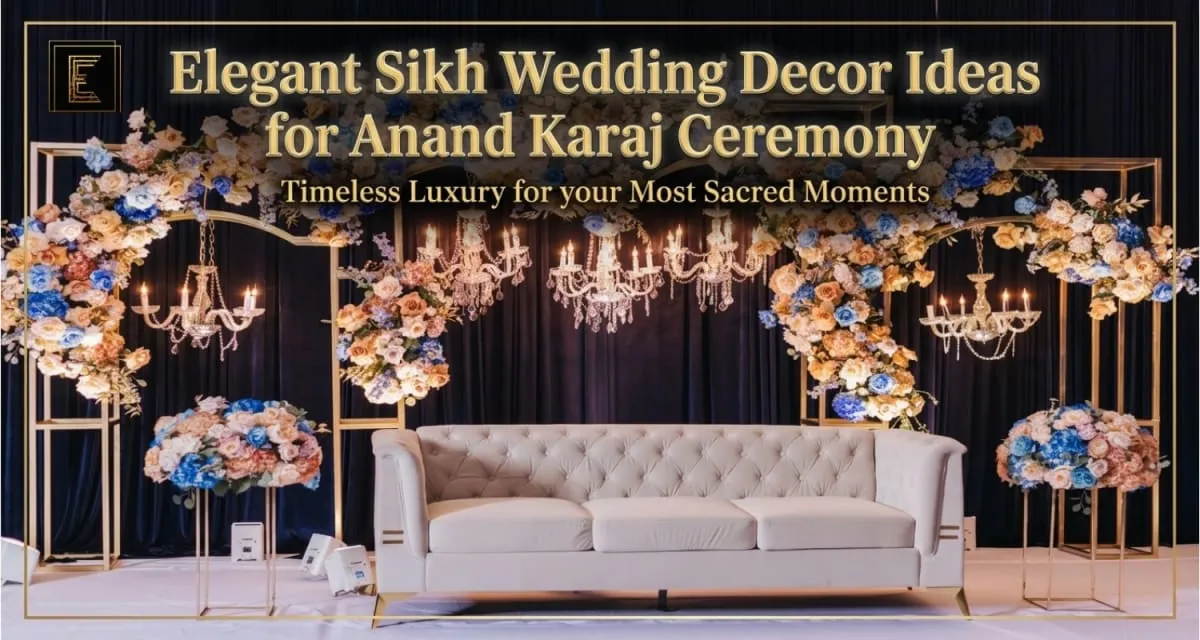 E
Elegant Sikh Wedding Decor Ideas
for Anand Karaj Ceremony
Timeless Luxury for your Most Sacred Moments